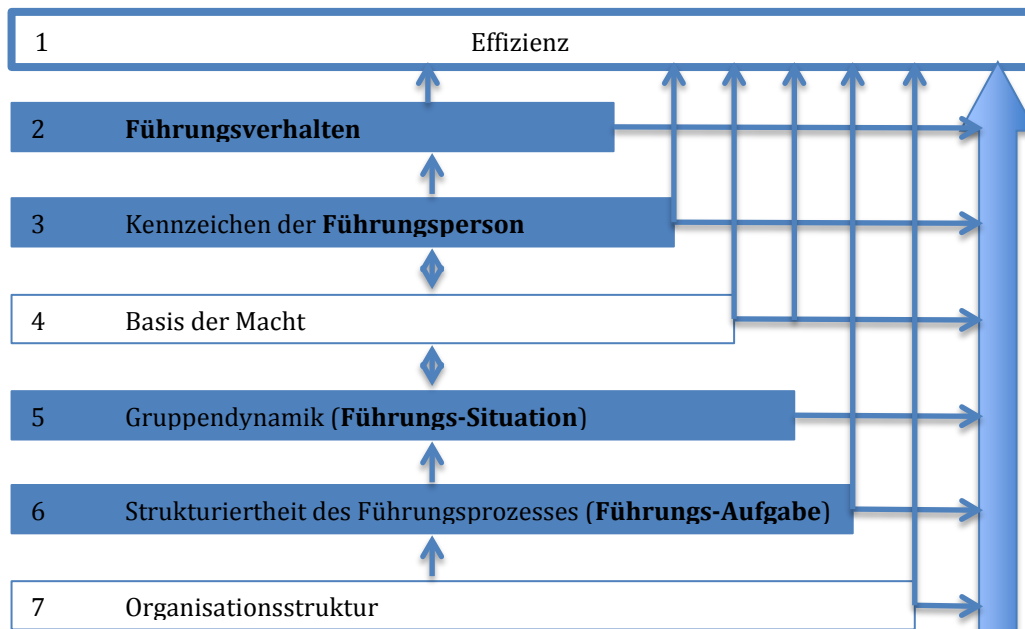 1 Effizienz
2 Führungsverhalten
3 Kennzeichen der Führungsperson
4 Basis der Macht
5 Gruppendynamik (Führungs-Situation)
6 Strukturiertheit des Führungsprozesses (Führungs-Aufgabe)
7 Organisationsstruktur